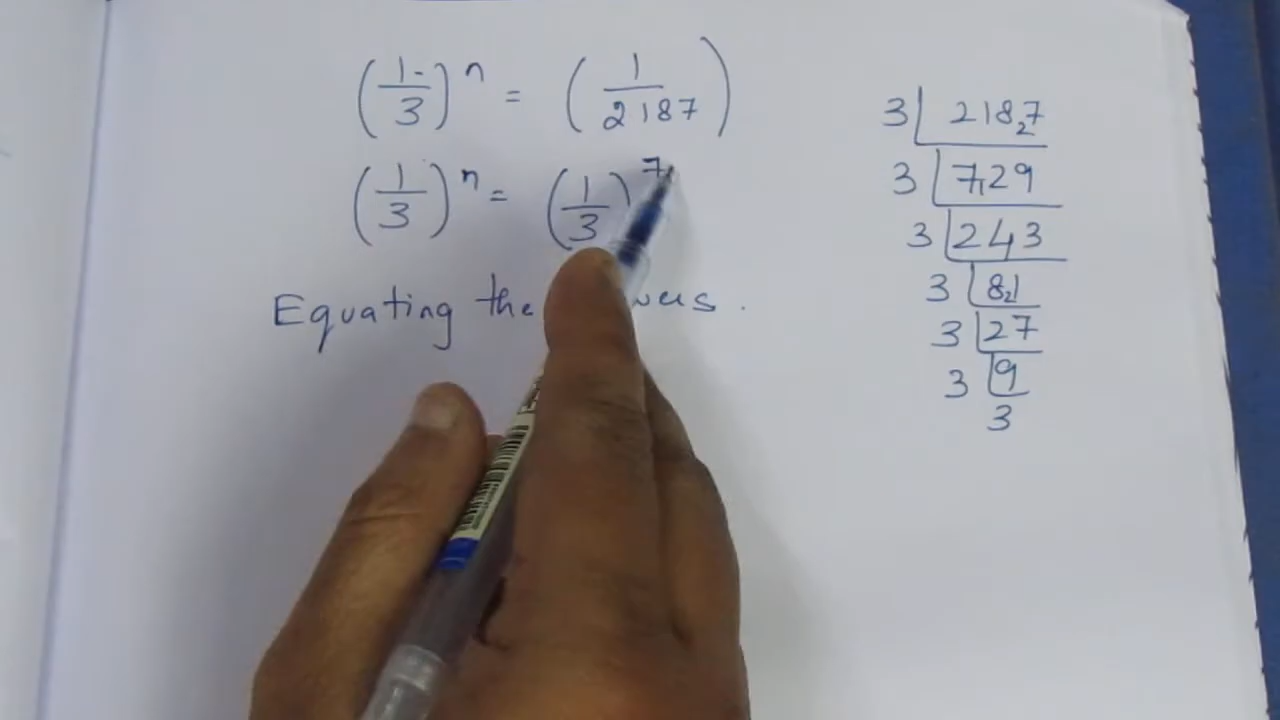 (1/3)^n = (1/2187)
(1/3)^n = (1/3)^7
Equating the
3 | 2187
3 | 729
3 | 243
3 | 81
3 | 27
3 | 9
3